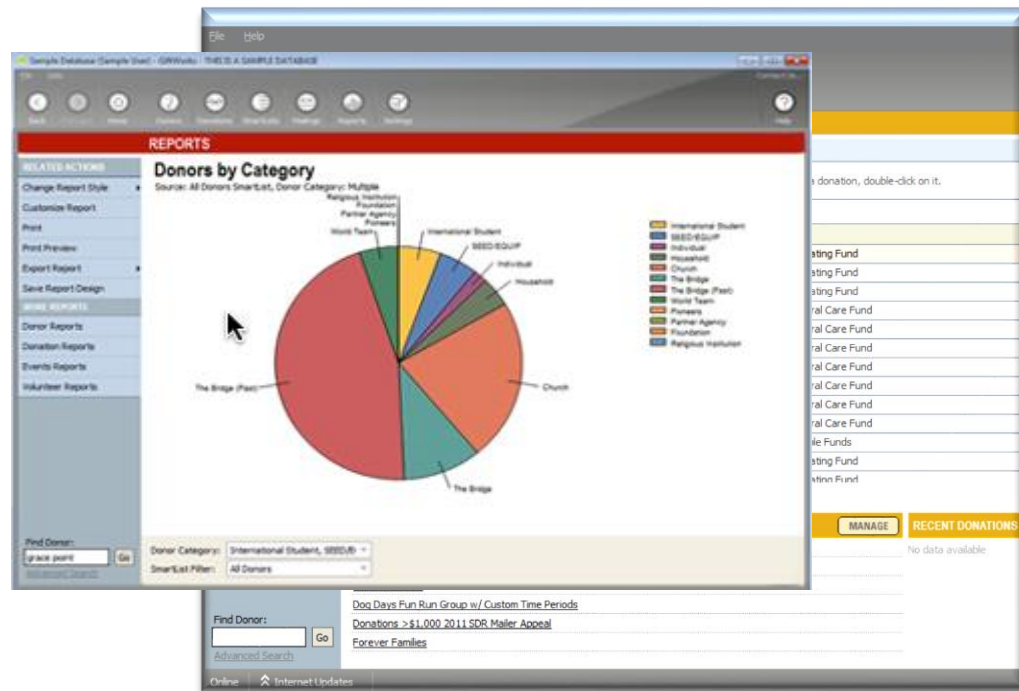 File Help
Sample Database (Sample User) - GiftWorks - THIS IS A SAMPLE DATABASE
Back Home
Help
REPORTS
RELATED ACTIONS
Change Report Style
Customize Report
Print
Print Preview
Export Report
Save Report Design
MORE REPORTS
Donor Reports
Donation Reports
Events Reports
Volunteer Reports
Find Donor:
grace point Go
Advanced Search
Donors by Category
Source: All Donors SmartList, Donor Category: Multiple
Religious Institution
Foundation
Partner Agency
Pioneers
World Team
International Student
SEED/EQUIP
Individual
Household
Church
The Bridge
The Bridge (Past)
International Student
SEED/EQUIP
Individual
Household
Church
The Bridge
The Bridge (Past)
World Team
Pioneers
Partner Agency
Foundation
Religious Institution
Donor Category: International Student, SEED/E
SmartList Filter: All Donors
a donation, double-click on it.
ating Fund
ating Fund
ating Fund
ral Care Fund
ral Care Fund
ral Care Fund
ral Care Fund
ral Care Fund
ral Care Fund
ral Care Fund
le Funds
ating Fund
ating Fund
MANAGE RECENT DONATIONS
No data available
Dog Days Fun Run Group w/ Custom Time Periods
Donations >$1,000 2011 SDR Mailer Appeal
Forever Families
Find Donor:
Go
Advanced Search
Online Internet Updates